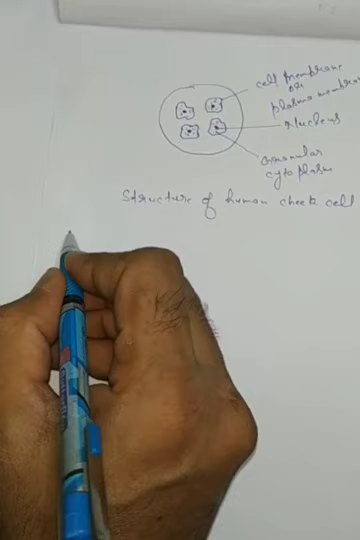 cell membrane
or
plasma membrane
Nucleus
Granular
cytoplasm
Structure of human cheek cell